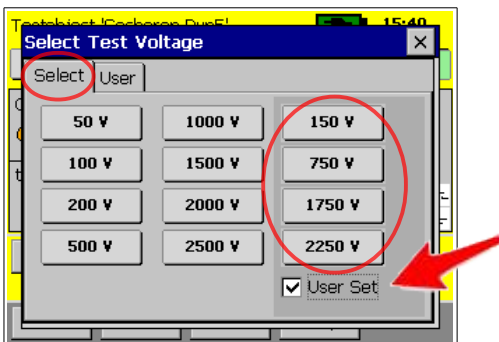 15:40
Select Test Voltage
Select User
50 V 1000 V 150 V
100 V 1500 V 750 V
200 V 2000 V 1750 V
500 V 2500 V 2250 V
User Set